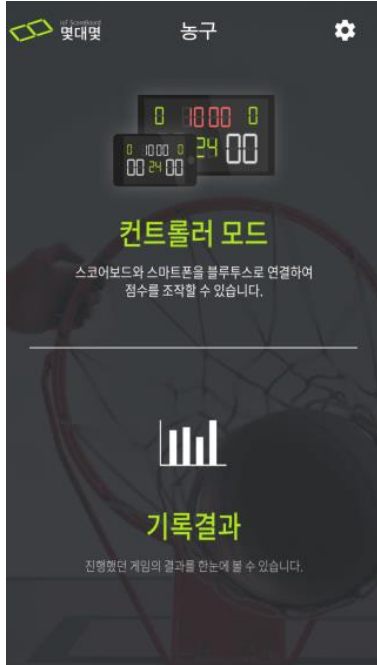 IoT Scoreboard
몇대몇
농구
0 10:00 0
24 00
0 10:00 0
00 24 00
컨트롤러 모드
스코어보드와 스마트폰을 블루투스로 연결하여
점수를 조작할 수 있습니다.
기록결과
진행했던 게임의 결과를 한눈에 볼 수 있습니다.